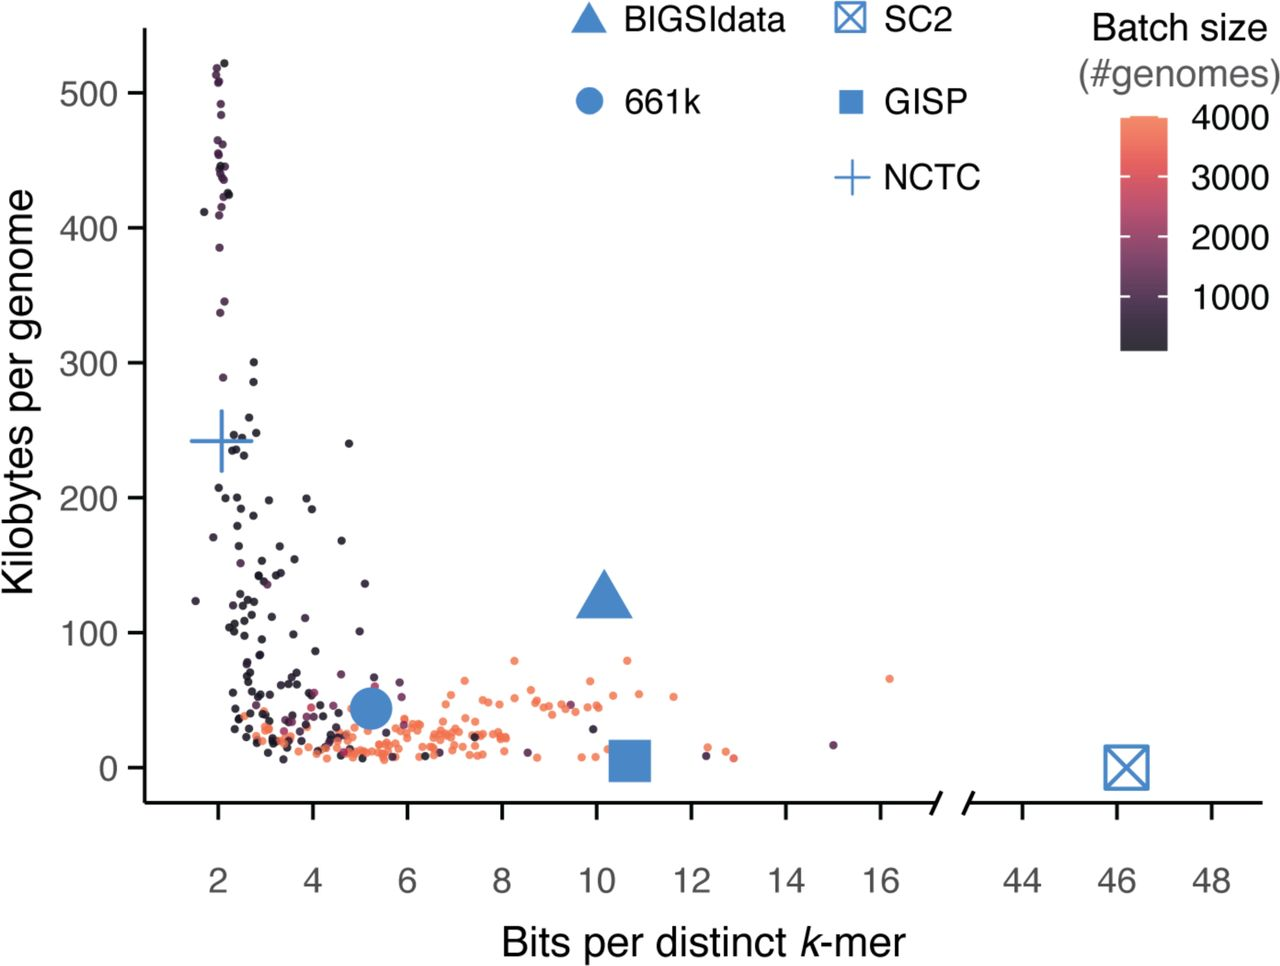 BIGSIdata
SC2
661k
GISP
NCTC
Batch size
(#genomes)
4000
3000
2000
1000
Kilobytes per genome
500
400
300
200
100
0
2 4 6 8 10 12 14 16 44 46 48
Bits per distinct k-mer